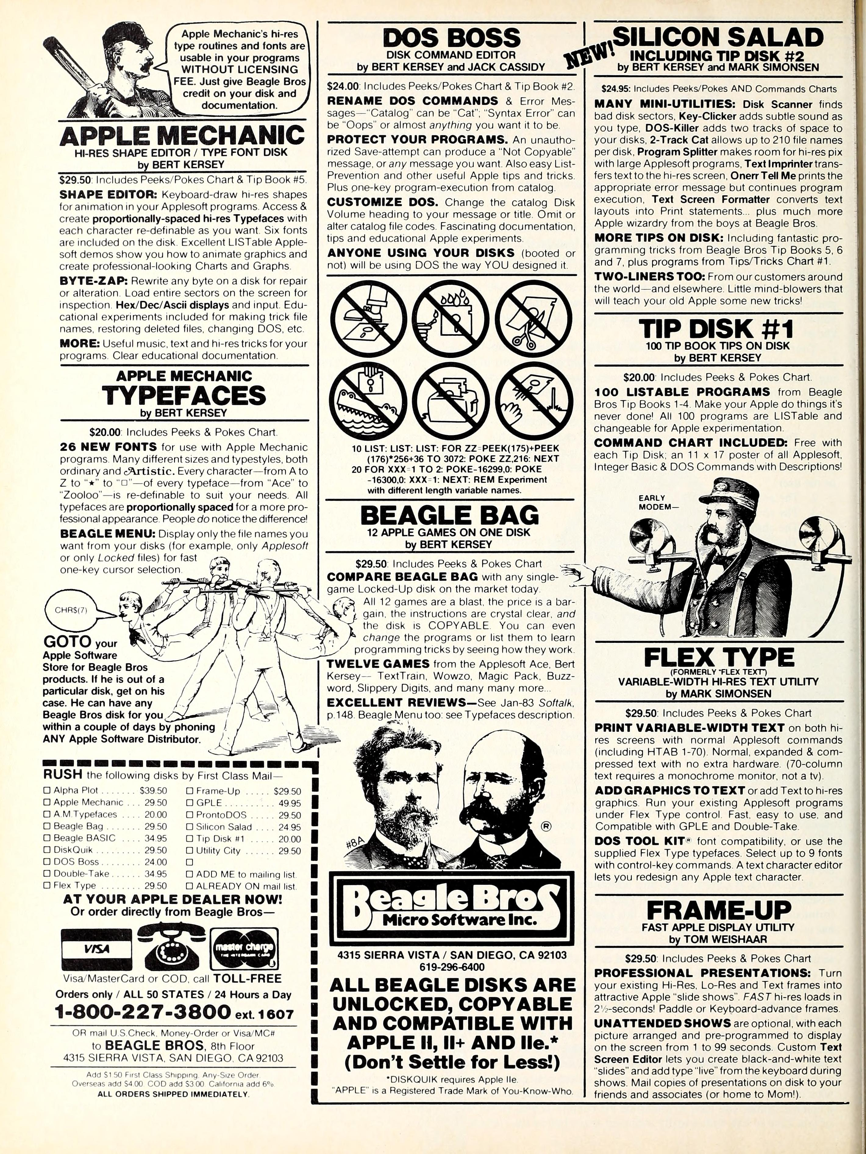 Apple Mechanic's hi-res
type routines and fonts are
usable in your programs
WITHOUT LICENSING
FEE. Just give Beagle Bros
credit on your disk and
documentation.
APPLE MECHANIC
HI-RES SHAPE EDITOR / TYPE FONT DISK
by BERT KERSEY
$29.50: Includes Peeks/Pokes Chart & Tip Book #5.
SHAPE EDITOR: Keyboard-draw hi-res shapes
for animation in your Applesoft programs. Access &
create proportionally-spaced hi-res Typefaces with
each character re-definable as you want. Six fonts
are included on the disk. Excellent LISTable Apple-
soft demos show you how to animate graphics and
create professional-looking Charts and Graphs.
BYTE-ZAP: Rewrite any byte on a disk for repair
or alteration. Load entire sectors on the screen for
inspection. Hex/Dec/Ascii displays and input. Edu-
cational experiments included for making trick file
names, restoring deleted files, changing DOS, etc.
MORE: Useful music, text and hi-res tricks for your
programs. Clear educational documentation.
APPLE MECHANIC
TYPEFACES
by BERT KERSEY
$20.00: Includes Peeks & Pokes Chart.
26 NEW FONTS for use with Apple Mechanic
programs. Many different sizes and typestyles, both
ordinary and Artistic. Every character—from A to
Z to "★" to "□"—of every typeface—from "Ace" to
"Zooloo"—is re-definable to suit your needs. All
typefaces are proportionally spaced for a more pro-
fessional appearance. People do notice the difference!
BEAGLE MENU: Display only the file names you
want from your disks (for example, only Applesoft
or only Locked files) for fast
one-key cursor selection.
CHR$(7)
GOTO your
Apple Software
Store for Beagle Bros
products. If he is out of a
particular disk, get on his
case. He can have any
Beagle Bros disk for you
within a couple of days by phoning
ANY Apple Software Distributor.
RUSH the following disks by First Class Mail—
□ Alpha Plot ....... $39.50
□ Apple Mechanic ... 29.50
□ A.M.Typefaces .... 20.00
□ Beagle Bag ....... 29.50
□ Beagle BASIC .... 34.95
□ DiskQuik ........ 29.50
□ DOS Boss ....... 24.00
□ Double-Take ..... 34.95
□ Flex Type ....... 29.50
□ Frame-Up ..... $29.50
□ GPLE .......... 49.95
□ ProntoDOS ...... 29.50
□ Silicon Salad .... 24.95
□ Tip Disk #1 ..... 20.00
□ Utility City ...... 29.50
□
□ ADD ME to mailing list.
□ ALREADY ON mail list.
AT YOUR APPLE DEALER NOW!
Or order directly from Beagle Bros—
VISA
master charge
THE INTERBANK CARD
Visa/MasterCard or COD, call TOLL-FREE
Orders only / ALL 50 STATES / 24 Hours a Day
1-800-227-3800 ext. 1607
OR mail U.S.Check, Money-Order or Visa/MC#
to BEAGLE BROS, 8th Floor
4315 SIERRA VISTA, SAN DIEGO, CA 92103
Add $1.50 First Class Shipping, Any-Size Order.
Overseas add $4.00. COD add $3.00. California add 6%.
ALL ORDERS SHIPPED IMMEDIATELY.
DOS BOSS
DISK COMMAND EDITOR
by BERT KERSEY and JACK CASSIDY
$24.00: Includes Peeks/Pokes Chart & Tip Book #2.
RENAME DOS COMMANDS & Error Mes-
sages—"Catalog" can be "Cat"; "Syntax Error" can
be "Oops" or almost anything you want it to be.
PROTECT YOUR PROGRAMS. An unautho-
rized Save-attempt can produce a "Not Copyable"
message, or any message you want. Also easy List-
Prevention and other useful Apple tips and tricks.
Plus one-key program-execution from catalog.
CUSTOMIZE DOS. Change the catalog Disk
Volume heading to your message or title. Omit or
alter catalog file codes. Fascinating documentation,
tips and educational Apple experiments.
ANYONE USING YOUR DISKS (booted or
not) will be using DOS the way YOU designed it.
10 LIST: LIST: LIST: FOR ZZ=PEEK(175)+PEEK
(176)*256+36 TO 3072: POKE ZZ,216: NEXT
20 FOR XXX=1 TO 2: POKE-16299,0: POKE
-16300,0: XXX=1: NEXT: REM Experiment
with different length variable names.
BEAGLE BAG
12 APPLE GAMES ON ONE DISK
by BERT KERSEY
$29.50: Includes Peeks & Pokes Chart
COMPARE BEAGLE BAG with any single-
game Locked-Up disk on the market today.
All 12 games are a blast, the price is a bar-
gain, the instructions are crystal clear, and
the disk is COPYABLE. You can even
change the programs or list them to learn
programming tricks by seeing how they work.
TWELVE GAMES from the Applesoft Ace, Bert
Kersey— TextTrain, Wowzo, Magic Pack, Buzz-
word, Slippery Digits, and many many more...
EXCELLENT REVIEWS—See Jan-83 Softalk,
p.148. Beagle Menu too: see Typefaces description.
#8A
®
Beagle Bros
Micro Software Inc.
4315 SIERRA VISTA / SAN DIEGO, CA 92103
619-296-6400
ALL BEAGLE DISKS ARE
UNLOCKED, COPYABLE
AND COMPATIBLE WITH
APPLE II, II+ AND IIe.*
(Don't Settle for Less!)
*DISKQUIK requires Apple IIe.
"APPLE" is a Registered Trade Mark of You-Know-Who.
NEW!
SILICON SALAD
INCLUDING TIP DISK #2
by BERT KERSEY and MARK SIMONSEN
$24.95: Includes Peeks/Pokes AND Commands Charts
MANY MINI-UTILITIES: Disk Scanner finds
bad disk sectors, Key-Clicker adds subtle sound as
you type, DOS-Killer adds two tracks of space to
your disks, 2-Track Cat allows up to 210 file names
per disk, Program Splitter makes room for hi-res pix
with large Applesoft programs, Text Imprinter trans-
fers text to the hi-res screen, Onerr Tell Me prints the
appropriate error message but continues program
execution, Text Screen Formatter converts text
layouts into Print statements... plus much more
Apple wizardry from the boys at Beagle Bros.
MORE TIPS ON DISK: Including fantastic pro-
gramming tricks from Beagle Bros Tip Books 5, 6
and 7, plus programs from Tips/Tricks Chart #1.
TWO-LINERS TOO: From our customers around
the world—and elsewhere. Little mind-blowers that
will teach your old Apple some new tricks!
TIP DISK #1
100 TIP BOOK TIPS ON DISK
by BERT KERSEY
$20.00: Includes Peeks & Pokes Chart.
100 LISTABLE PROGRAMS from Beagle
Bros Tip Books 1-4. Make your Apple do things it's
never done! All 100 programs are LISTable and
changeable for Apple experimentation.
COMMAND CHART INCLUDED: Free with
each Tip Disk; an 11 x 17 poster of all Applesoft,
Integer Basic & DOS Commands with Descriptions!
EARLY
MODEM—
FLEX TYPE
(FORMERLY "FLEX TEXT")
VARIABLE-WIDTH HI-RES TEXT UTILITY
by MARK SIMONSEN
$29.50: Includes Peeks & Pokes Chart
PRINT VARIABLE-WIDTH TEXT on both hi-
res screens with normal Applesoft commands
(including HTAB 1-70). Normal, expanded & com-
pressed text with no extra hardware. (70-column
text requires a monochrome monitor, not a tv).
ADD GRAPHICS TO TEXT or add Text to hi-res
graphics. Run your existing Applesoft programs
under Flex Type control. Fast, easy to use, and
Compatible with GPLE and Double-Take.
DOS TOOL KIT® font compatibility, or use the
supplied Flex Type typefaces. Select up to 9 fonts
with control-key commands. A text character editor
lets you redesign any Apple text character.
FRAME-UP
FAST APPLE DISPLAY UTILITY
by TOM WEISHAAR
$29.50: Includes Peeks & Pokes Chart
PROFESSIONAL PRESENTATIONS: Turn
your existing Hi-Res, Lo-Res and Text frames into
attractive Apple "slide shows". FAST hi-res loads in
2½-seconds! Paddle or Keyboard-advance frames.
UNATTENDED SHOWS are optional, with each
picture arranged and pre-programmed to display
on the screen from 1 to 99 seconds. Custom Text
Screen Editor lets you create black-and-white text
"slides" and add type "live" from the keyboard during
shows. Mail copies of presentations on disk to your
friends and associates (or home to Mom!).